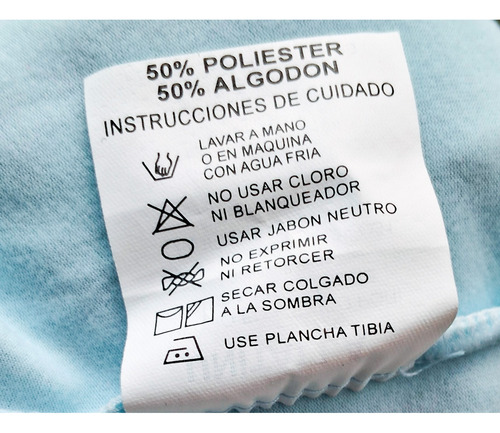 50% POLIESTER
50% ALGODON
INSTRUCCIONES DE CUIDADO
LAVAR A MANO
O EN MAQUINA
CON AGUA FRIA
NO USAR CLORO
NI BLANQUEADOR
USAR JABON NEUTRO
NO EXPRIMIR
NI RETORCER
SECAR COLGADO
A LA SOMBRA
USE PLANCHA TIBIA